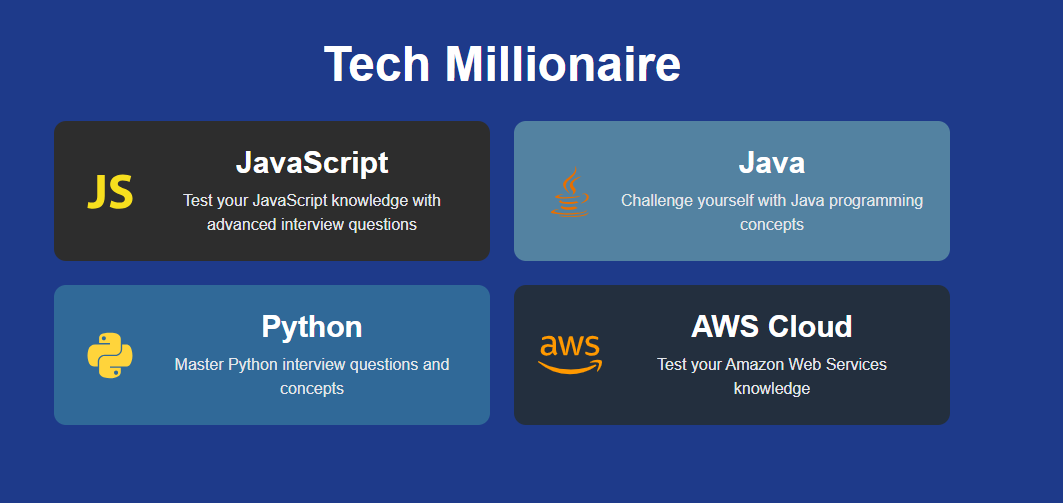 Tech Millionaire
JS
JavaScript
Test your JavaScript knowledge with
advanced interview questions
Java
Challenge yourself with Java programming
concepts
Python
Master Python interview questions and
concepts
aws
AWS Cloud
Test your Amazon Web Services
knowledge